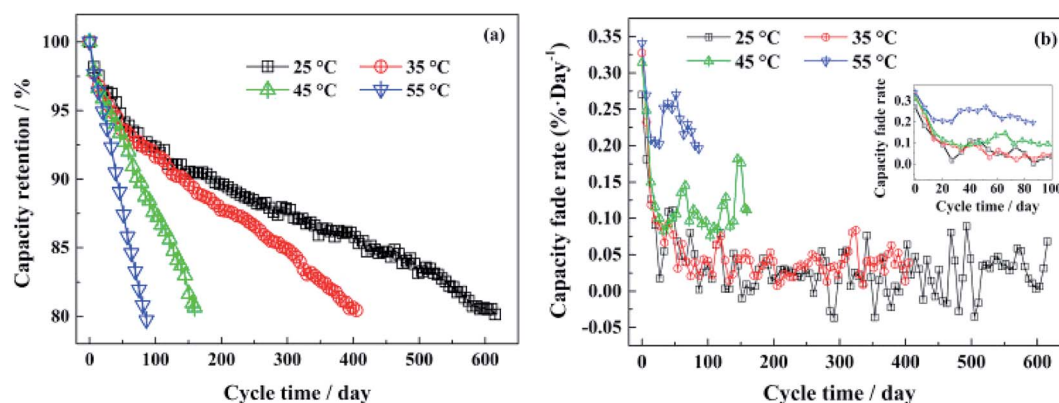 (a)
100
95
90
85
80
Capacity retention / %
25 °C
35 °C
45 °C
55 °C
0 100 200 300 400 500 600
Cycle time / day
(b)
0.35
0.30
0.25
0.20
0.15
0.10
0.05
0.00
-0.05
Capacity fade rate (%·Day⁻¹)
25 °C
35 °C
45 °C
55 °C
Capacity fade rate
0.3
0.2
0.1
0.0
0 20 40 60 80 100
Cycle time / day
0 100 200 300 400 500 600
Cycle time / day